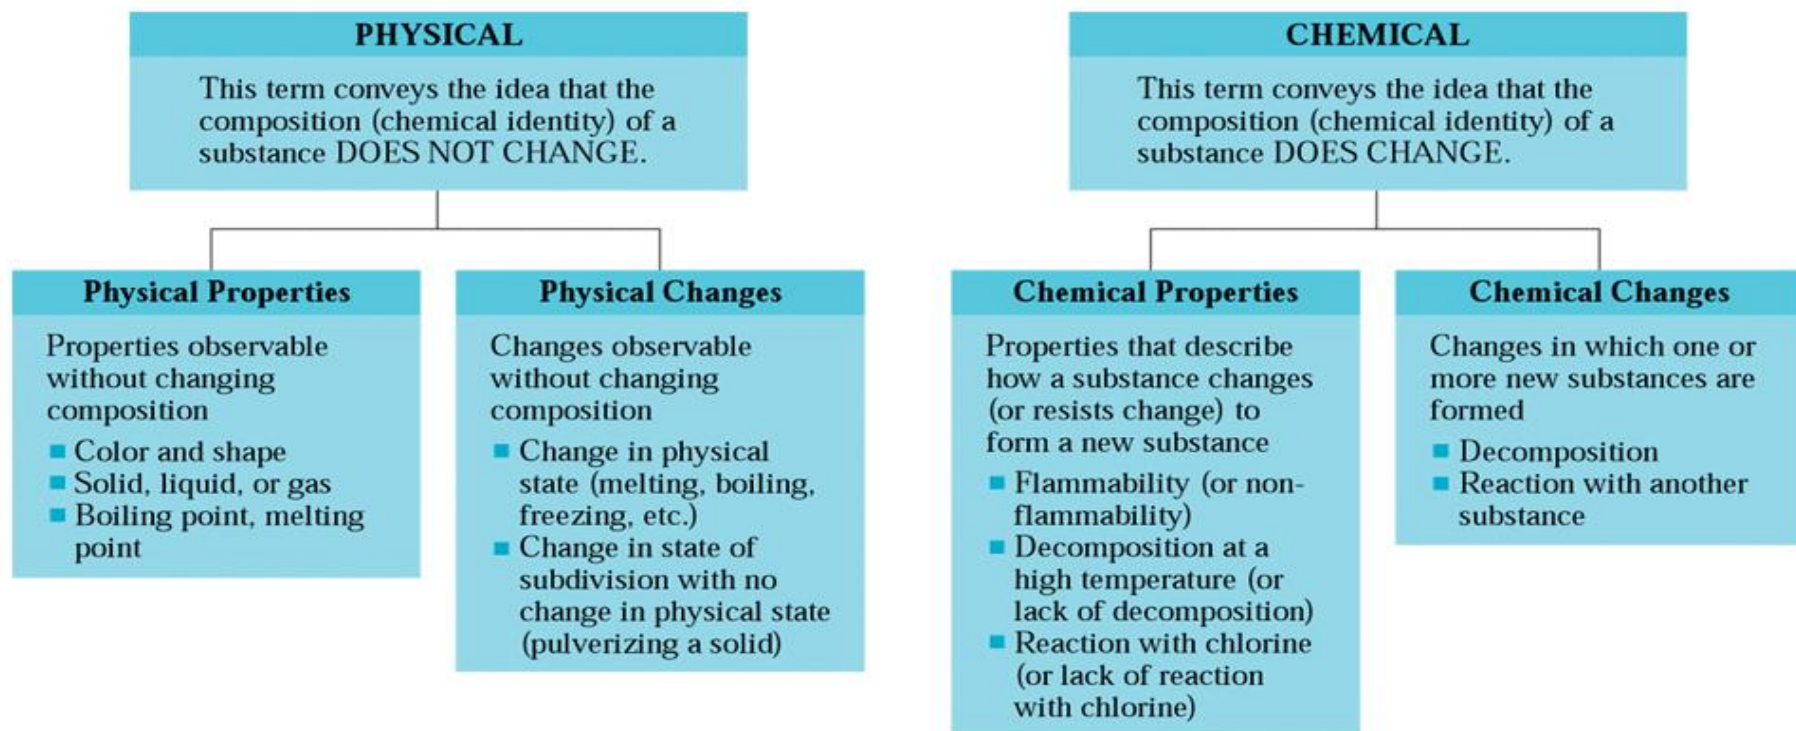 PHYSICAL
This term conveys the idea that the
composition (chemical identity) of a
substance DOES NOT CHANGE.
Physical Properties
Properties observable
without changing
composition
Color and shape
Solid, liquid, or gas
Boiling point, melting
point
Physical Changes
Changes observable
without changing
composition
Change in physical
state (melting, boiling,
freezing, etc.)
Change in state of
subdivision with no
change in physical state
(pulverizing a solid)
CHEMICAL
This term conveys the idea that the
composition (chemical identity) of a
substance DOES CHANGE.
Chemical Properties
Properties that describe
how a substance changes
(or resists change) to
form a new substance
Flammability (or non-
flammability)
Decomposition at a
high temperature (or
lack of decomposition)
Reaction with chlorine
(or lack of reaction
with chlorine)
Chemical Changes
Changes in which one or
more new substances are
formed
Decomposition
Reaction with another
substance